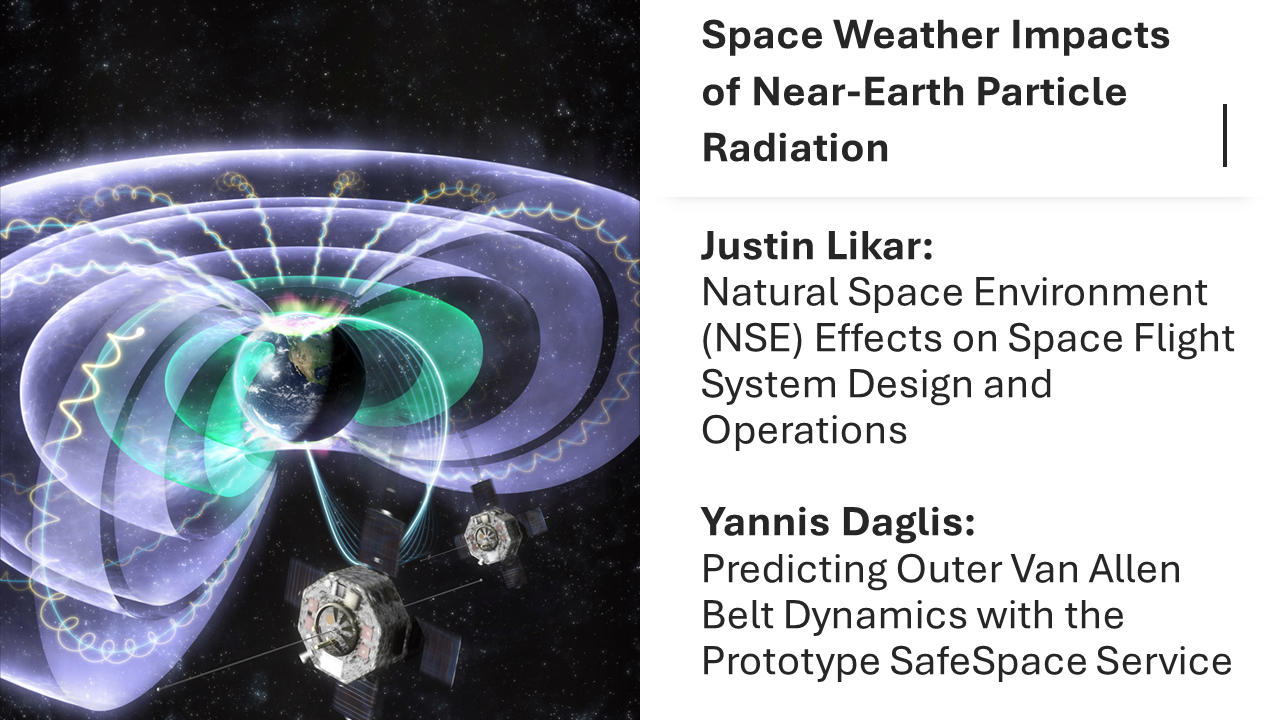 Space Weather Impacts
of Near-Earth Particle
Radiation
Justin Likar:
Natural Space Environment
(NSE) Effects on Space Flight
System Design and
Operations
Yannis Daglis:
Predicting Outer Van Allen
Belt Dynamics with the
Prototype SafeSpace Service